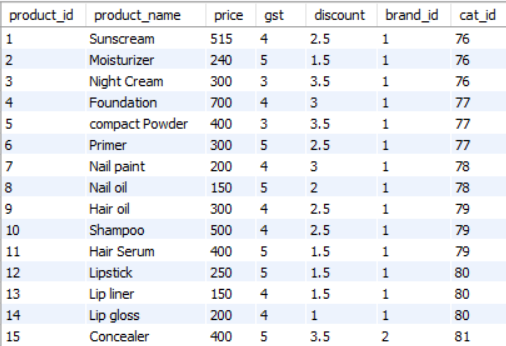 product_id product_name price gst discount brand_id cat_id
1 Sunscream 515 4 2.5 1 76
2 Moisturizer 240 5 1.5 1 76
3 Night Cream 300 3 3.5 1 76
4 Foundation 700 4 3 1 77
5 compact Powder 400 3 3.5 1 77
6 Primer 300 5 2.5 1 77
7 Nail paint 200 4 3 1 78
8 Nail oil 150 5 2 1 78
9 Hair oil 300 4 2.5 1 79
10 Shampoo 500 4 2.5 1 79
11 Hair Serum 400 5 1.5 1 79
12 Lipstick 250 5 1.5 1 80
13 Lip liner 150 4 1.5 1 80
14 Lip gloss 200 4 1 1 80
15 Concealer 400 5 3.5 2 81